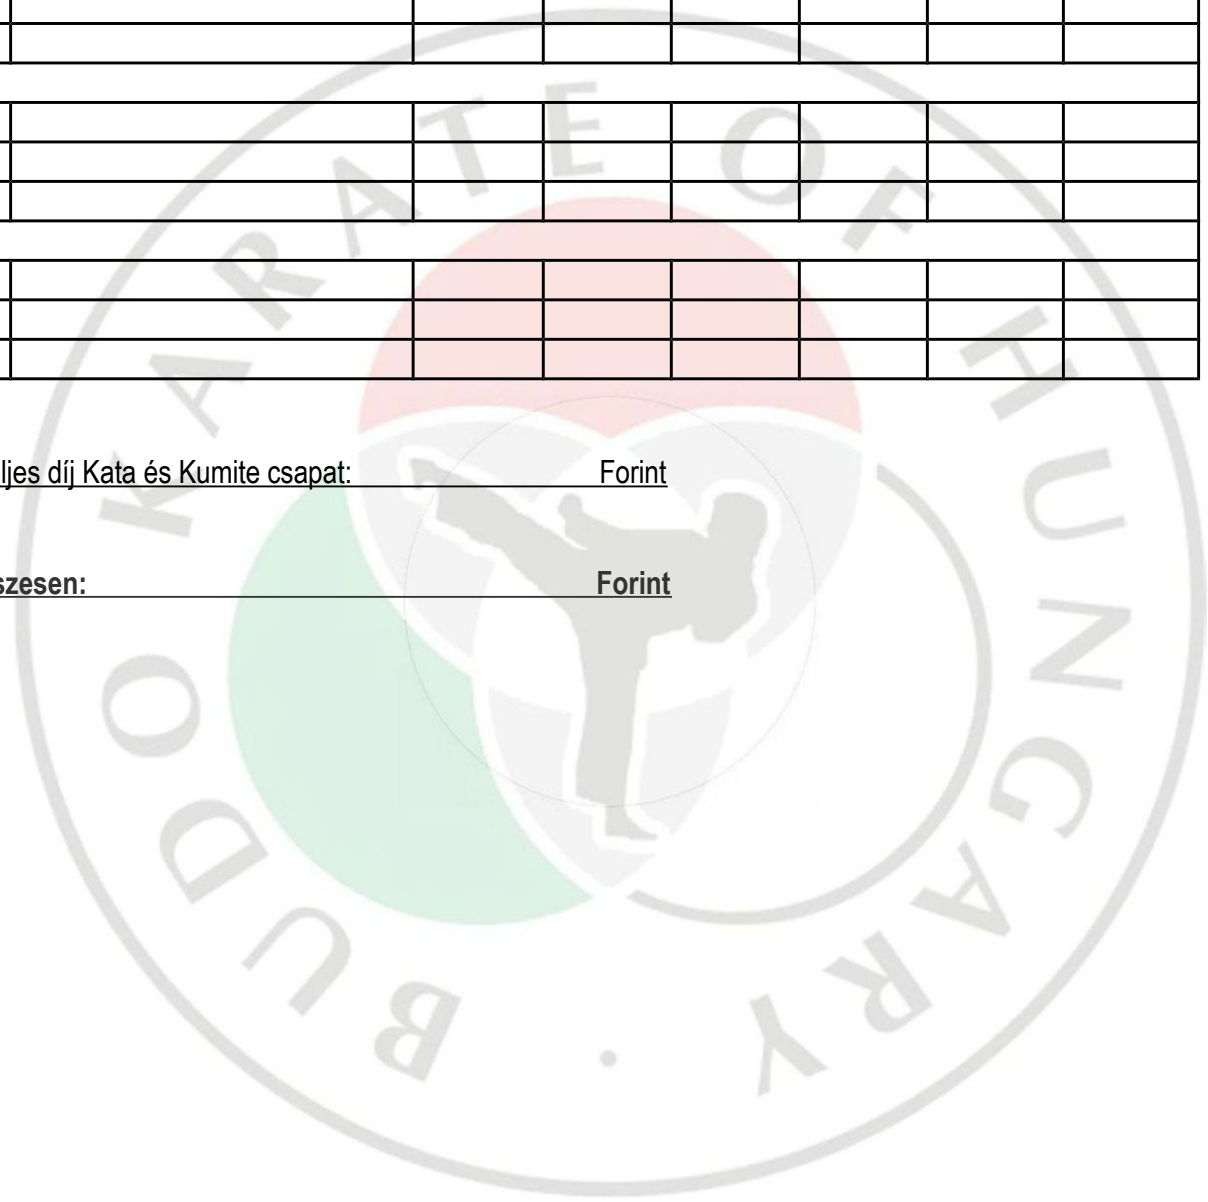 ljes díj Kata és Kumite csapat: Forint
szesen: Forint
BUDO KARATE OF HUNGARY